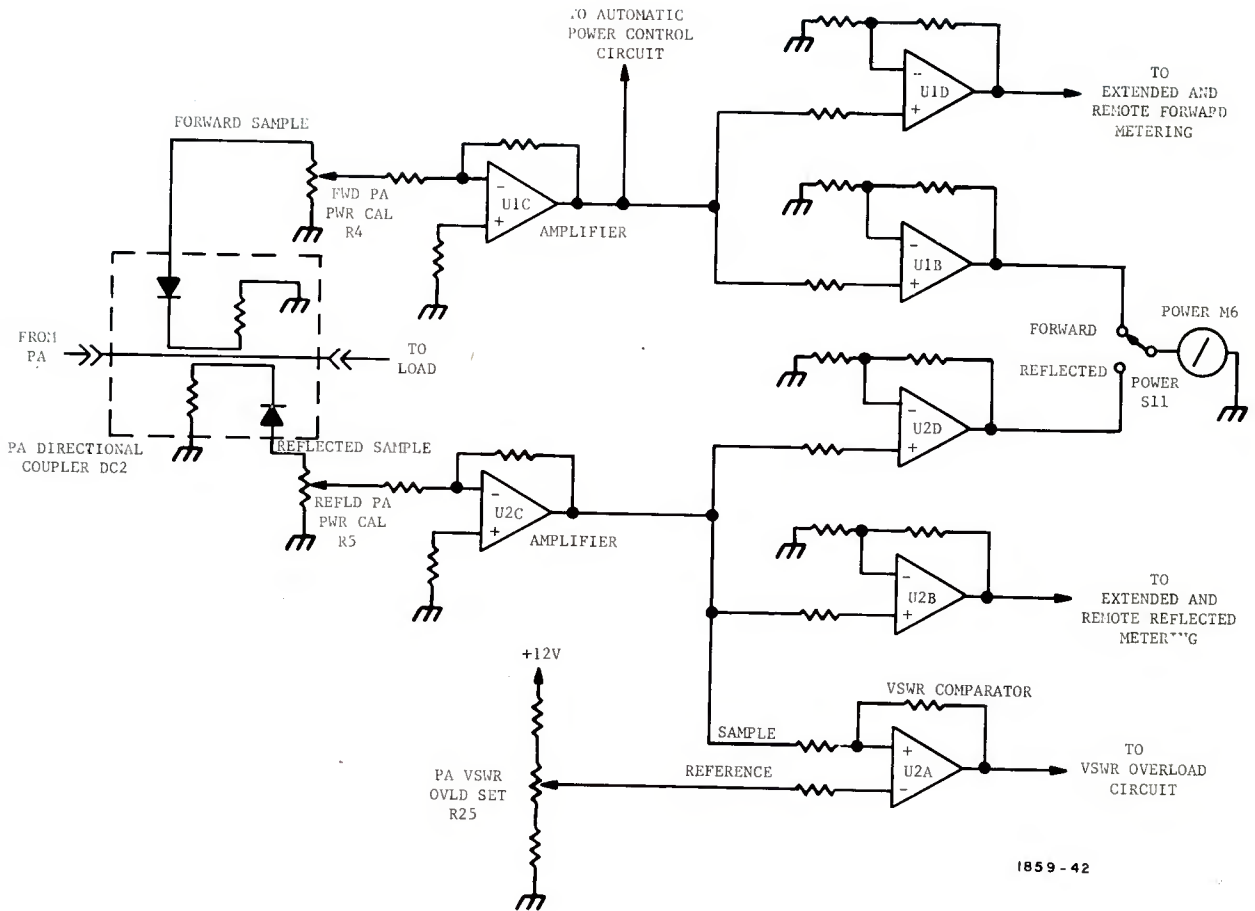 TO AUTOMATIC
POWER CONTROL
CIRCUIT
U1D
TO
EXTENDED AND
REMOTE FORWARD
METERING
FORWARD SAMPLE
FWD PA
PWR CAL
R4
U1C
AMPLIFIER
U1B
FROM
PA
TO
LOAD
FORWARD
POWER M6
REFLECTED
POWER
S11
PA DIRECTIONAL
COUPLER DC2
REFLECTED SAMPLE
REFLD PA
PWR CAL
R5
U2C
AMPLIFIER
U2D
U2B
TO
EXTENDED AND
REMOTE REFLECTED
METERING
+12V
VSWR COMPARATOR
SAMPLE
U2A
TO
VSWR OVERLOAD
CIRCUIT
PA VSWR
OVLD SET
R25
REFERENCE
1859-42